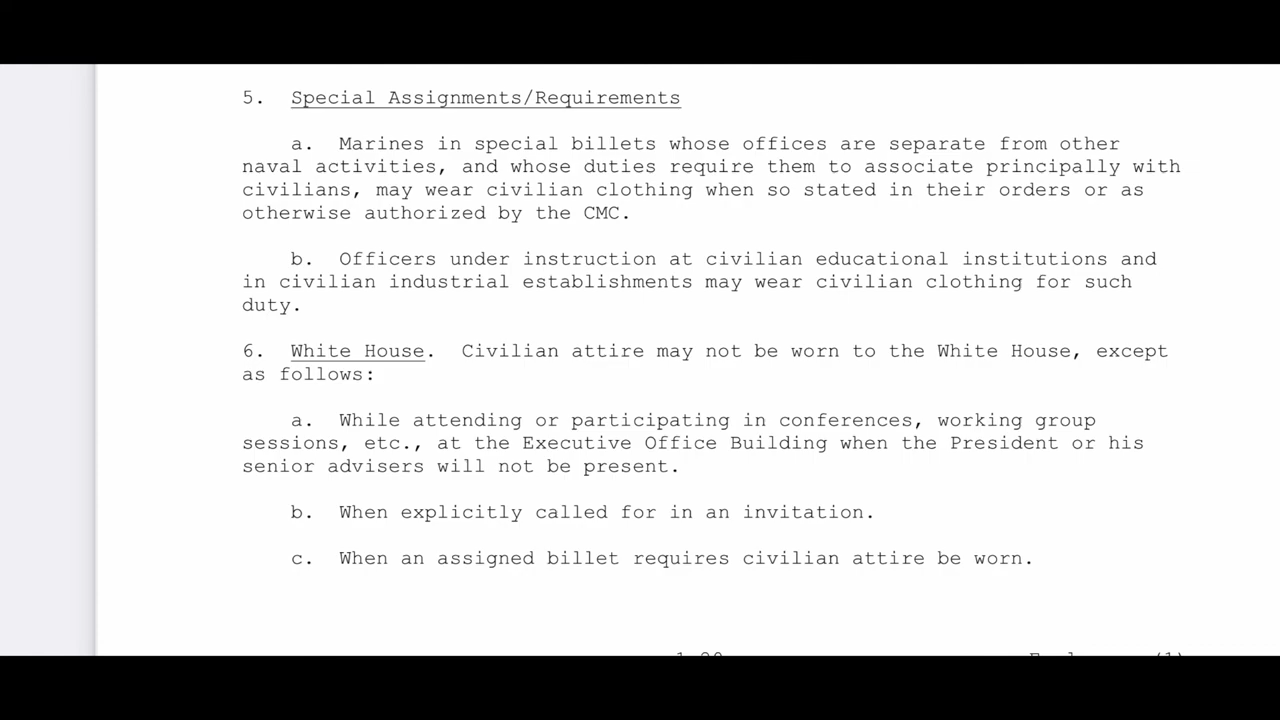 5. Special Assignments/Requirements
a. Marines in special billets whose offices are separate from other
naval activities, and whose duties require them to associate principally with
civilians, may wear civilian clothing when so stated in their orders or as
otherwise authorized by the CMC.
b. Officers under instruction at civilian educational institutions and
in civilian industrial establishments may wear civilian clothing for such
duty.
6. White House. Civilian attire may not be worn to the White House, except
as follows:
a. While attending or participating in conferences, working group
sessions, etc., at the Executive Office Building when the President or his
senior advisers will not be present.
b. When explicitly called for in an invitation.
c. When an assigned billet requires civilian attire be worn.